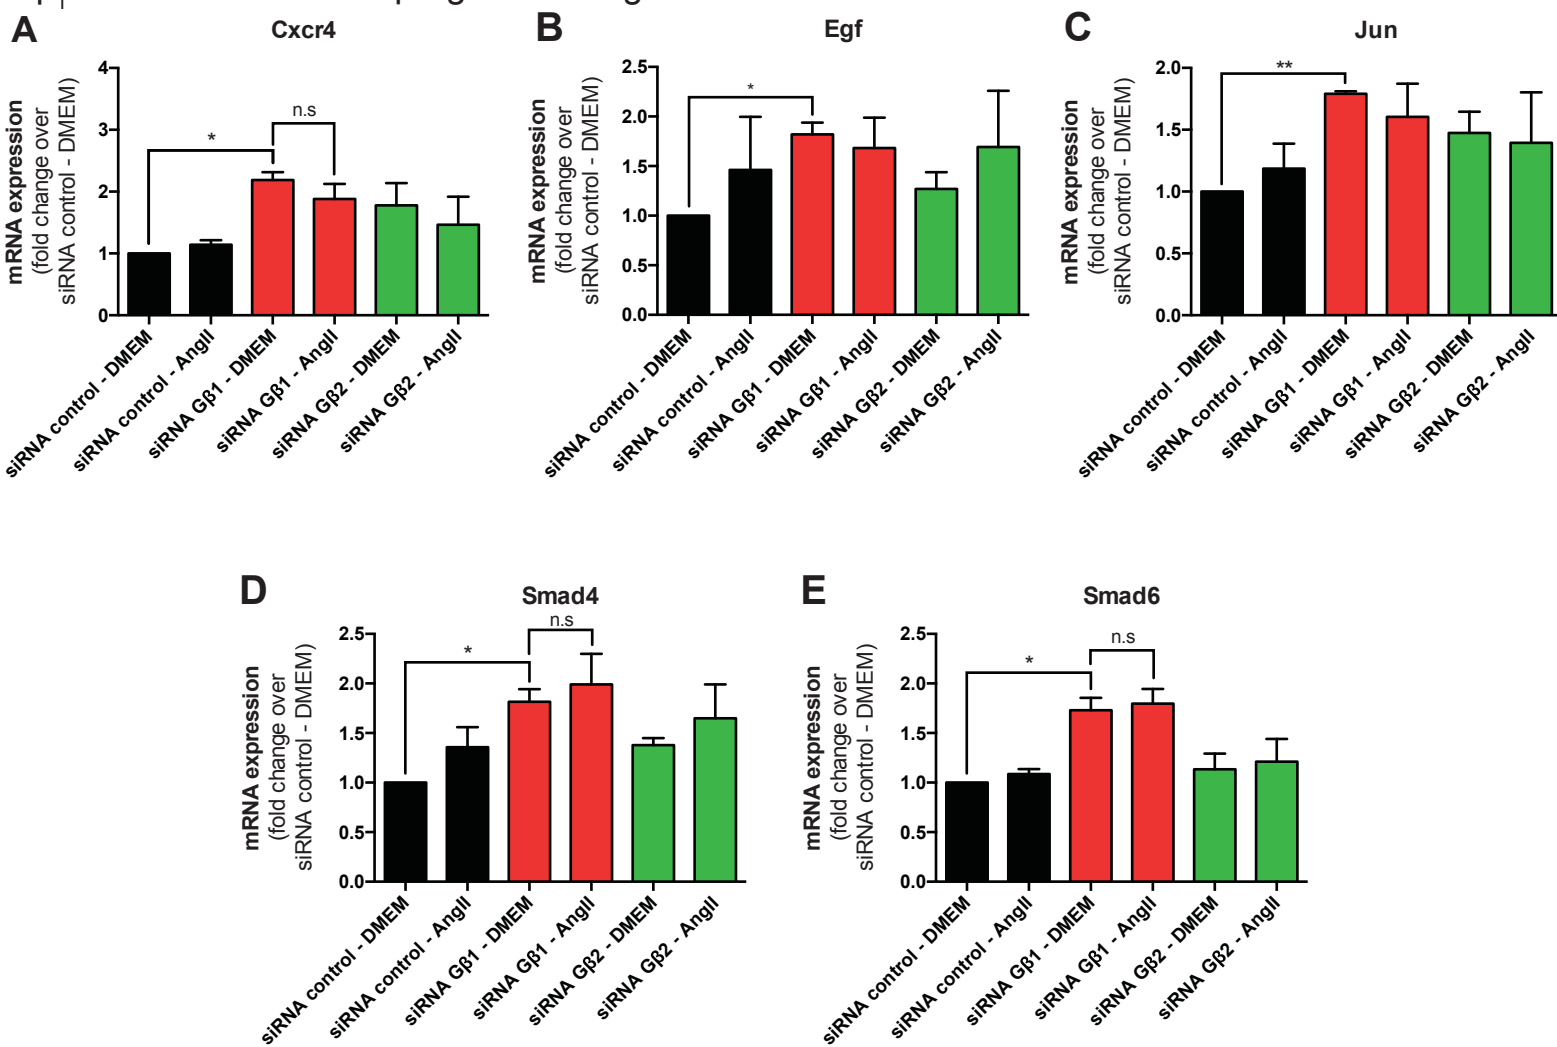 A
Cxcr4
mRNA expression
(fold change over
siRNA control - DMEM)
4
3
2
1
0
*
n.s
siRNA control - DMEM
siRNA control - AngII
siRNA Gβ1 - DMEM
siRNA Gβ1 - AngII
siRNA Gβ2 - DMEM
siRNA Gβ2 - AngII
B
Egf
mRNA expression
(fold change over
siRNA control - DMEM)
2.5
2.0
1.5
1.0
0.5
0.0
*
siRNA control - DMEM
siRNA control - AngII
siRNA Gβ1 - DMEM
siRNA Gβ1 - AngII
siRNA Gβ2 - DMEM
siRNA Gβ2 - AngII
C
Jun
mRNA expression
(fold change over
siRNA control - DMEM)
2.0
1.5
1.0
0.5
0.0
**
siRNA control - DMEM
siRNA control - AngII
siRNA Gβ1 - DMEM
siRNA Gβ1 - AngII
siRNA Gβ2 - DMEM
siRNA Gβ2 - AngII
D
Smad4
mRNA expression
(fold change over
siRNA control - DMEM)
2.5
2.0
1.5
1.0
0.5
0.0
*
n.s
siRNA control - DMEM
siRNA control - AngII
siRNA Gβ1 - DMEM
siRNA Gβ1 - AngII
siRNA Gβ2 - DMEM
siRNA Gβ2 - AngII
E
Smad6
mRNA expression
(fold change over
siRNA control - DMEM)
2.5
2.0
1.5
1.0
0.5
0.0
*
n.s
siRNA control - DMEM
siRNA control - AngII
siRNA Gβ1 - DMEM
siRNA Gβ1 - AngII
siRNA Gβ2 - DMEM
siRNA Gβ2 - AngII